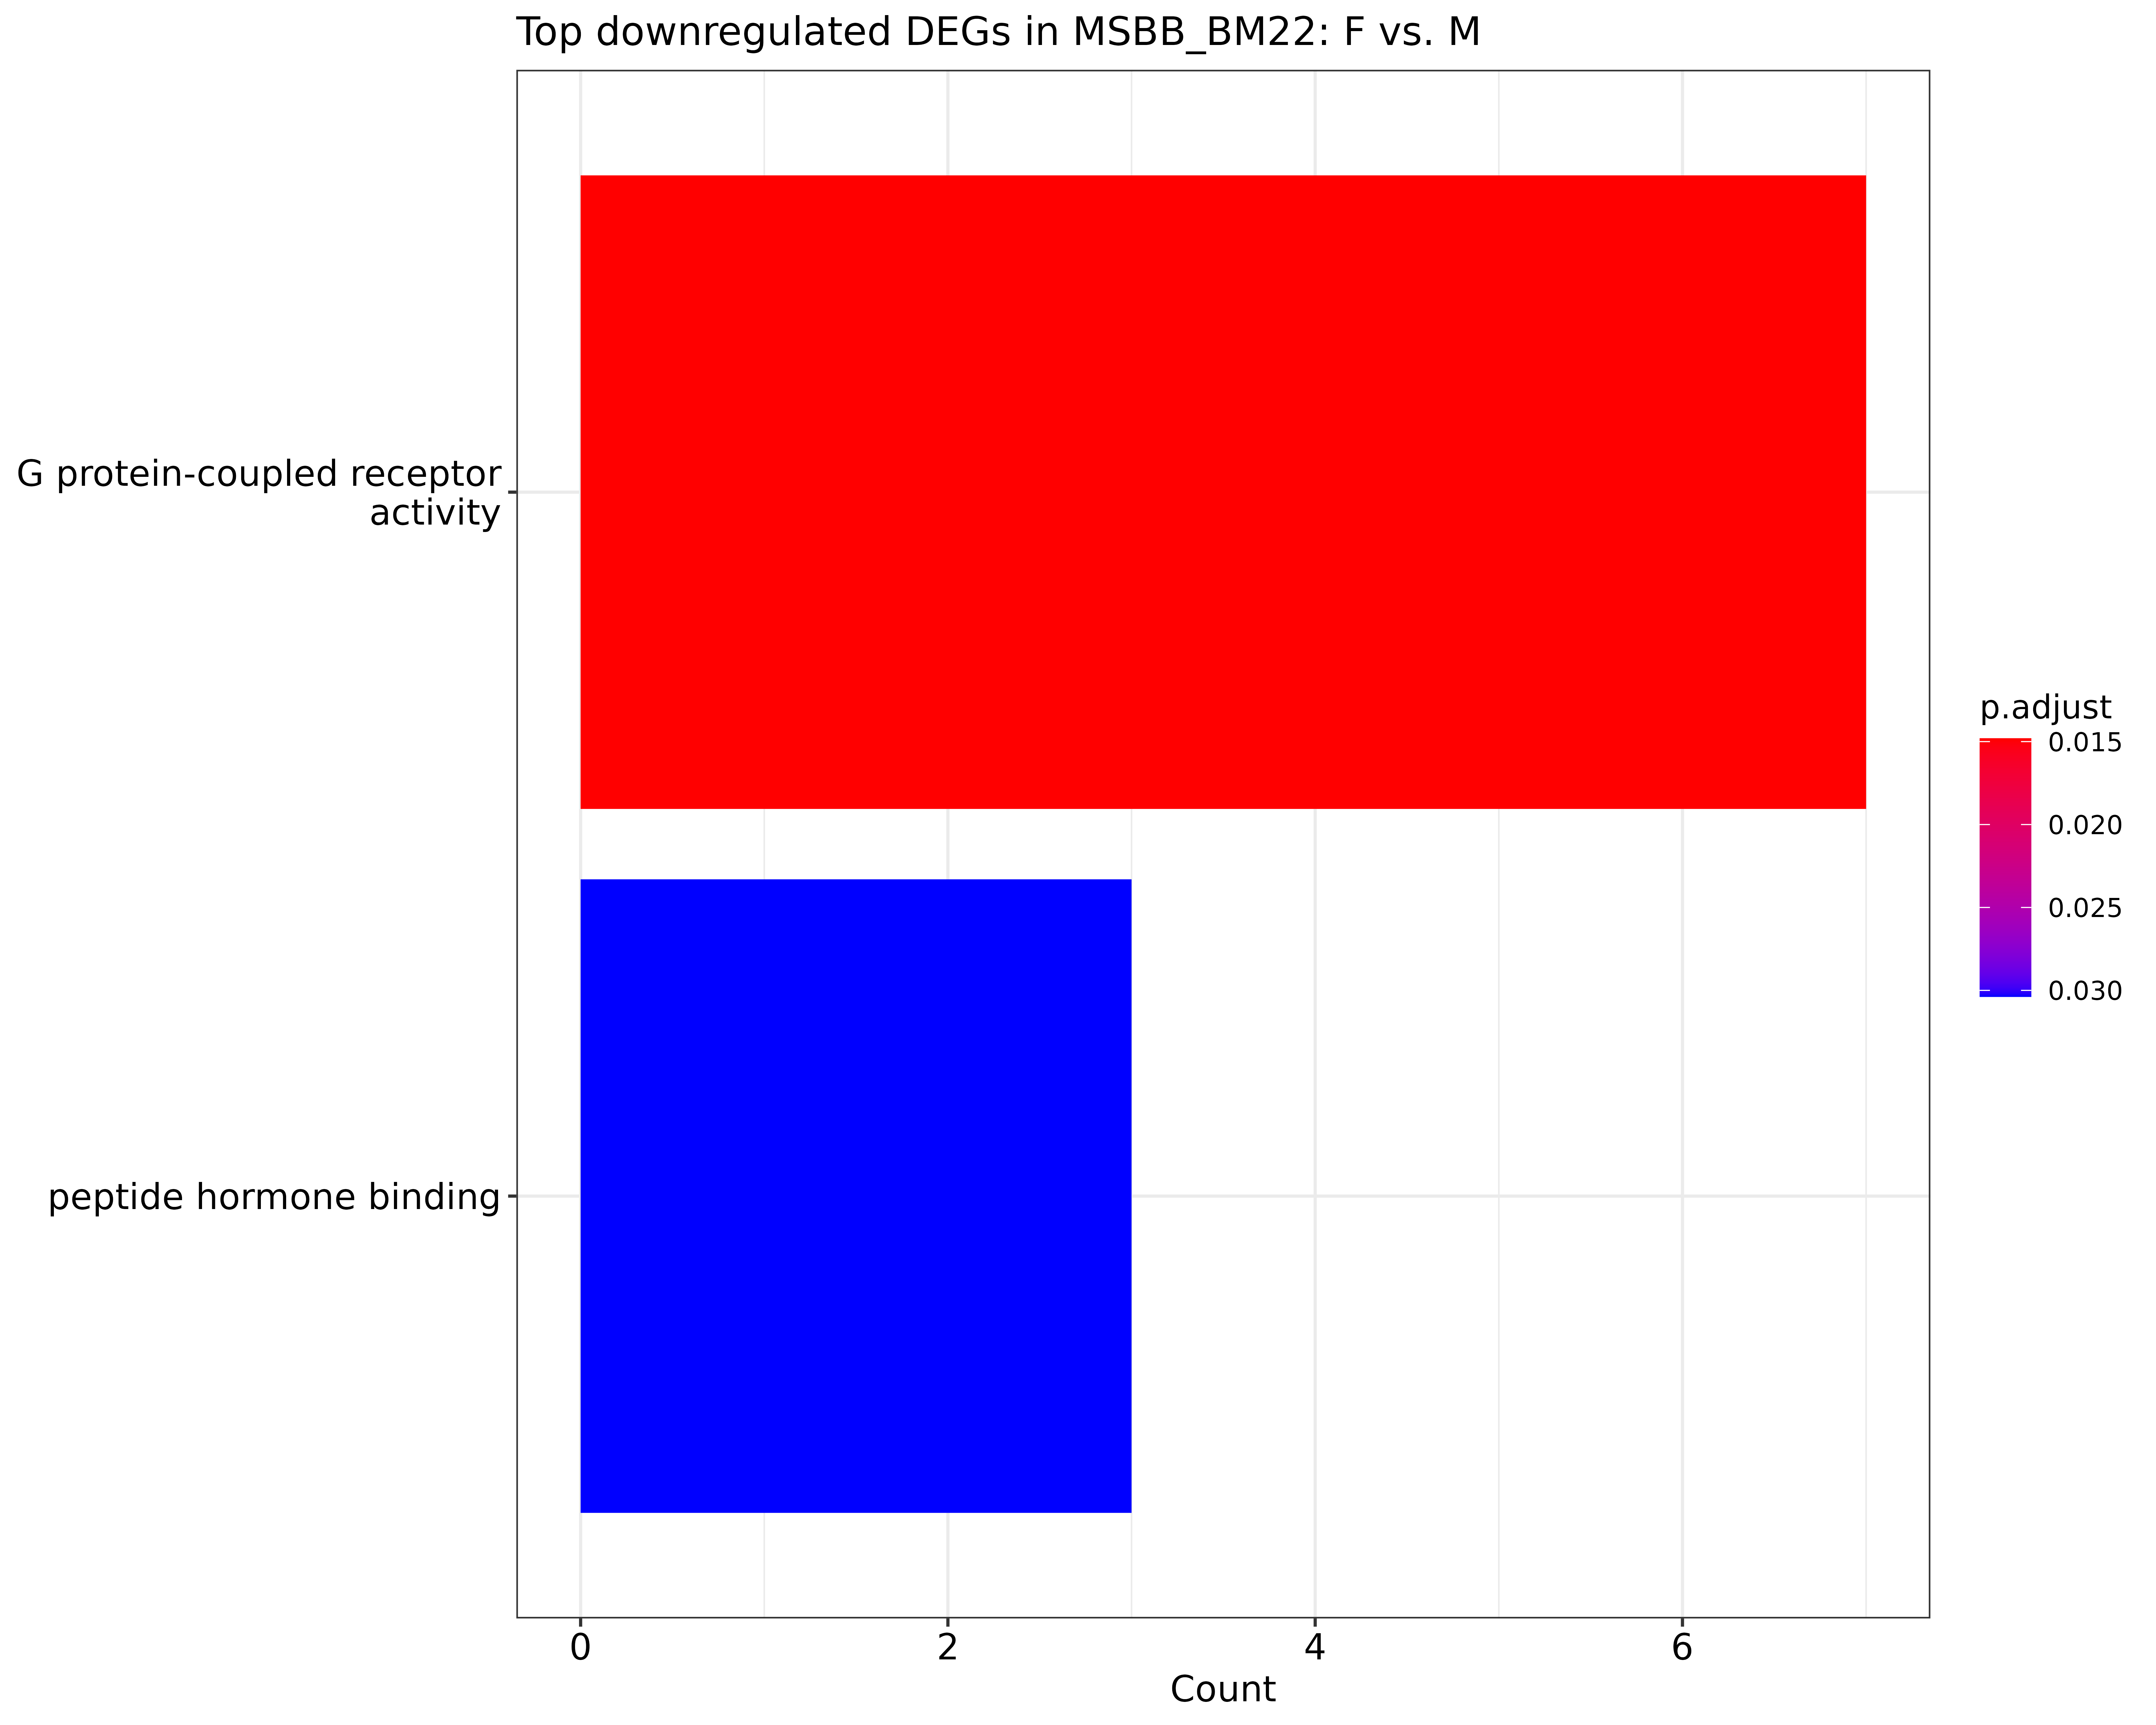 Top downregulated DEGs in MSBB_BM22: F vs. M
G protein-coupled receptor
activity
peptide hormone binding
0 2 4 6
Count
p.adjust
0.015
0.020
0.025
0.030